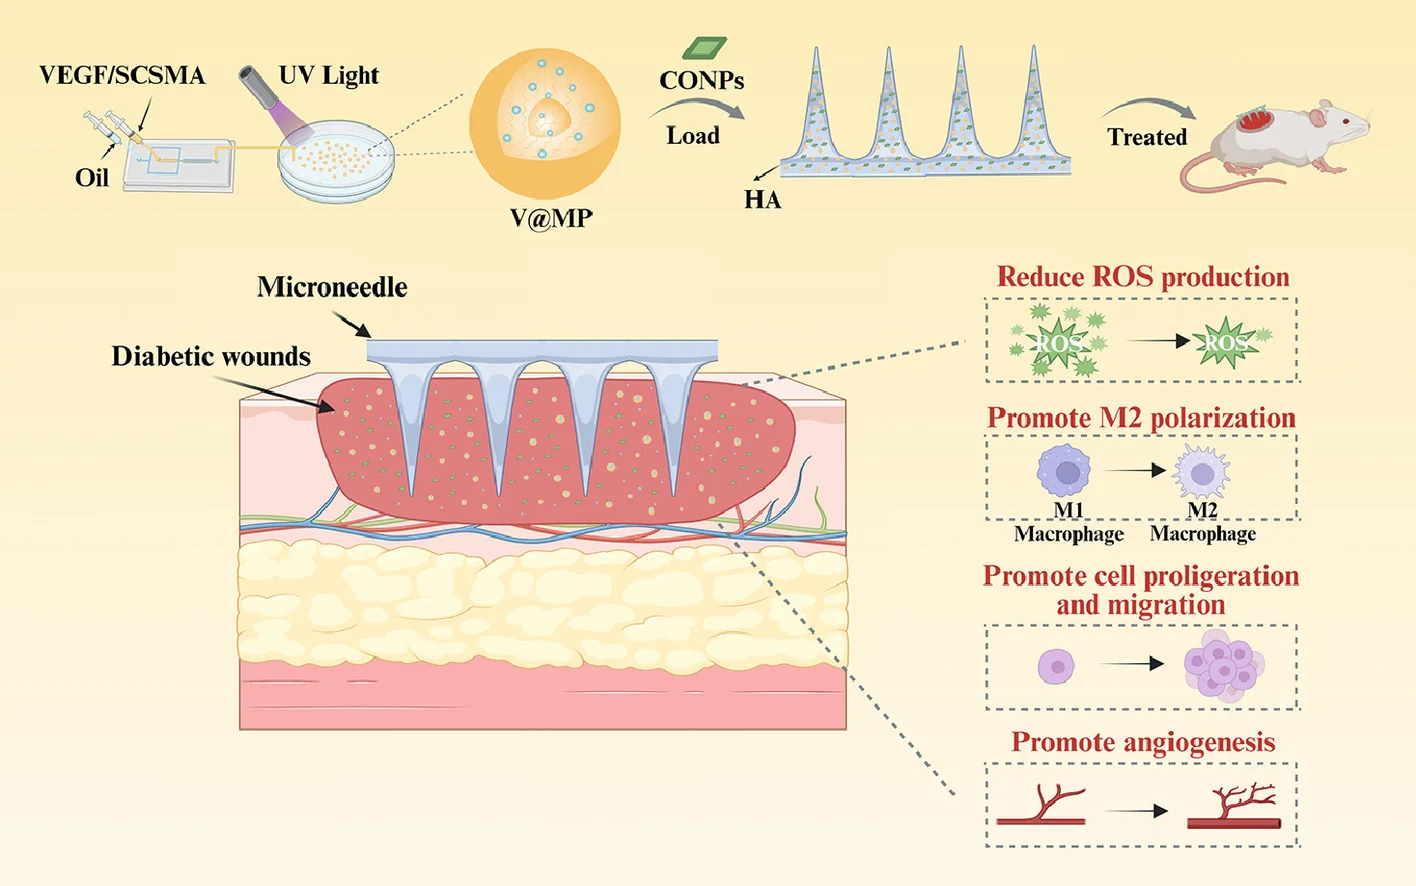 VEGF/SCSMA
UV Light
Oil
V@MP
CONPs
Load
HA
Treated
Microneedle
Diabetic wounds
Reduce ROS production
ROS
ROS
Promote M2 polarization
M1
Macrophage
M2
Macrophage
Promote cell proligeration
and migration
Promote angiogenesis